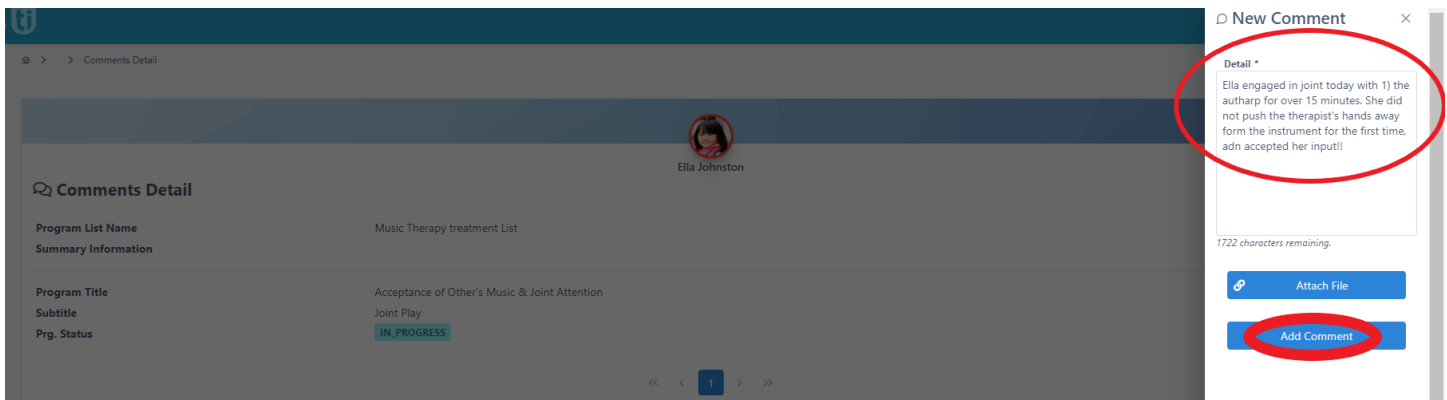 tj
New Comment ×
> > Comments Detail
Detail *
Ella engaged in joint today with 1) the
autharp for over 15 minutes. She did
not push the therapist's hands away
form the instrument for the first time,
adn accepted her input!!
Ella Johnston
Comments Detail
Program List Name Music Therapy treatment List
Summary Information
1722 characters remaining.
Program Title Acceptance of Other's Music & Joint Attention
Subtitle Joint Play
Prg. Status IN_PROGRESS
Attach File
Add Comment
<< < 1 > >>